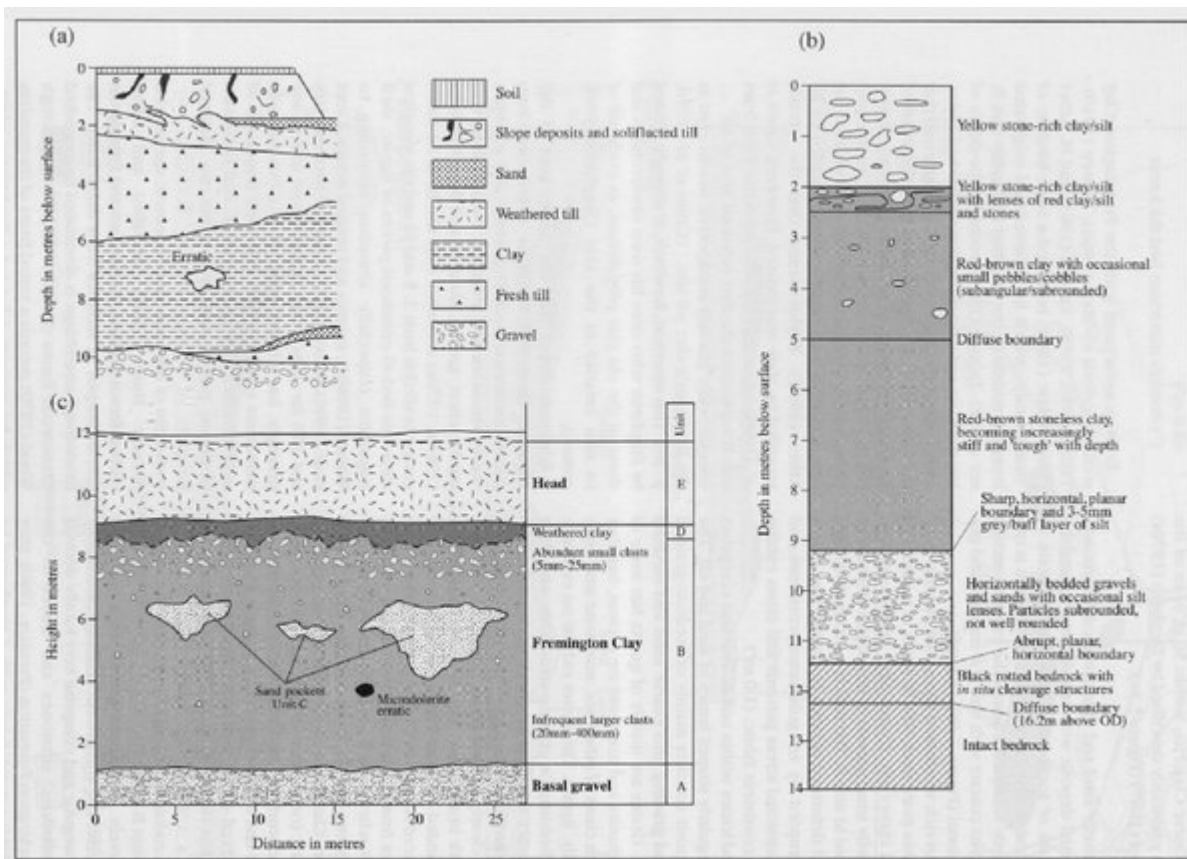 (a)
0
2
4
6
8
10
Depth in metres below surface
Erratic
Soil
Slope deposits and soliflucted till
Sand
Weathered till
Clay
Fresh till
Gravel
(b)
0
1
2
3
4
5
6
7
8
9
10
11
12
13
14
Depth in metres below surface
Yellow stone-rich clay/silt
Yellow stone-rich clay/silt
with lenses of red clay/silt
and stones
Red-brown clay with occasional
small pebbles/cobbles
(subangular/subrounded)
Diffuse boundary
Red-brown stoneless clay,
becoming increasingly
stiff and 'tough' with depth
Sharp, horizontal, planar
boundary and 3-5mm
grey/buff layer of silt
Horizontally bedded gravels
and sands with occasional silt
lenses. Particles subrounded,
not well rounded
Abrupt, planar,
horizontal boundary
Black rotted bedrock with
in situ cleavage structures
Diffuse boundary
(16.2m above OD)
Intact bedrock
(c)
12
10
8
6
4
2
0
Height in metres
0
5
10
15
20
25
Distance in metres
Unit
Head
E
Weathered clay
D
Abundant small clasts
(5mm-25mm)
Fremington Clay
B
Sand pockets
Unit C
Microdolerite
erratic
Infrequent larger clasts
(20mm-400mm)
Basal gravel
A